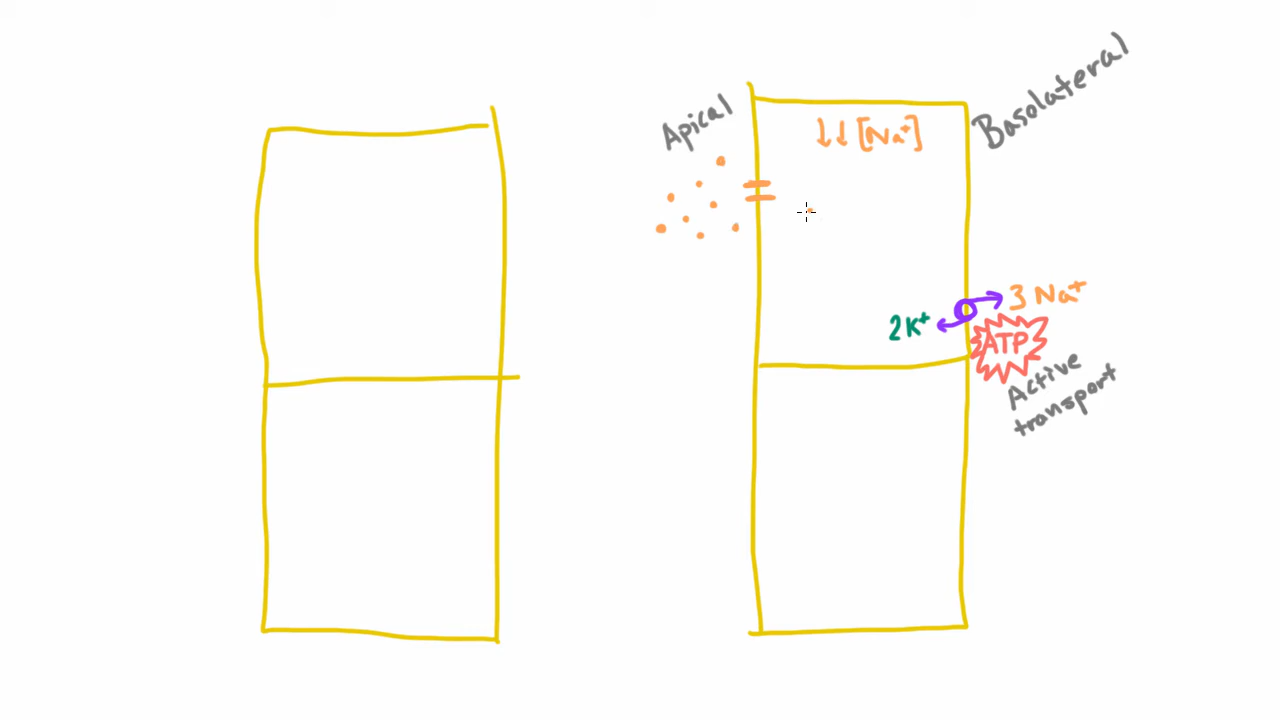 Apical
Basolateral
↓↓ [Na⁺]
3 Na⁺
2K⁺
ATP
Active
transport